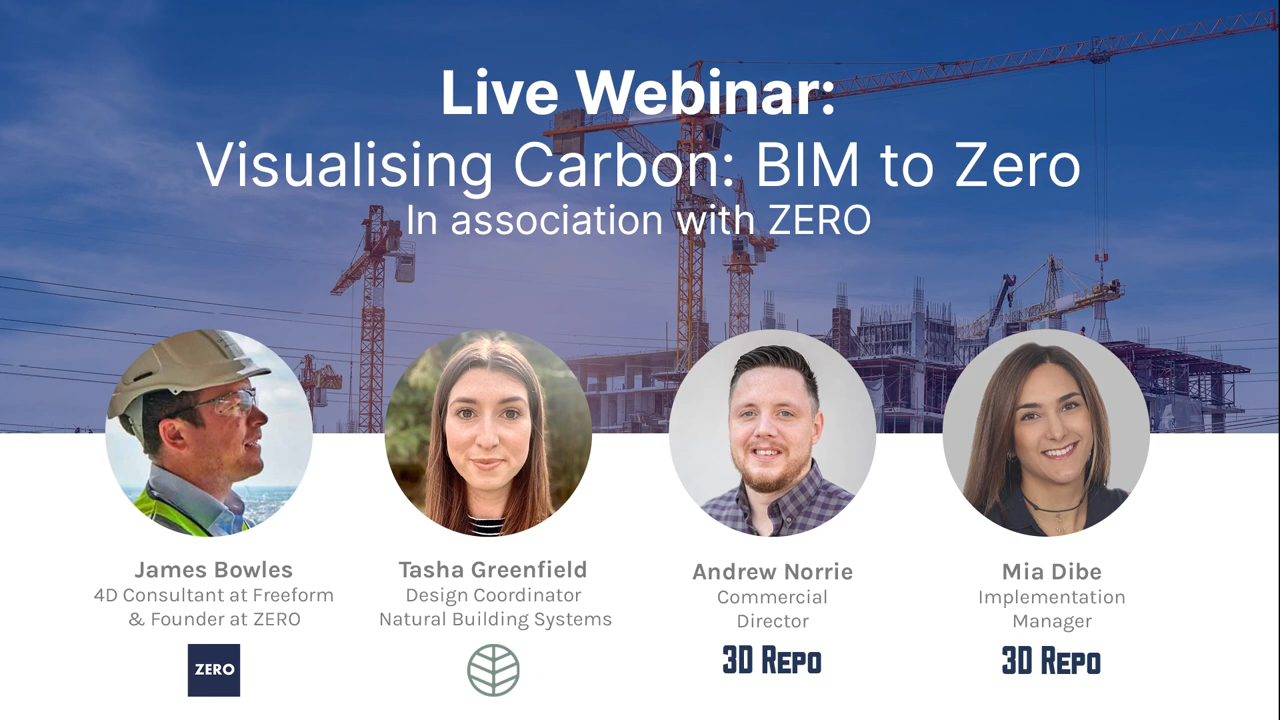 Live Webinar:
Visualising Carbon: BIM to Zero
In association with ZERO
James Bowles
4D Consultant at Freeform
& Founder at ZERO
ZERO
Tasha Greenfield
Design Coordinator
Natural Building Systems
Andrew Norrie
Commercial
Director
3D REPO
Mia Dibe
Implementation
Manager
3D REPO